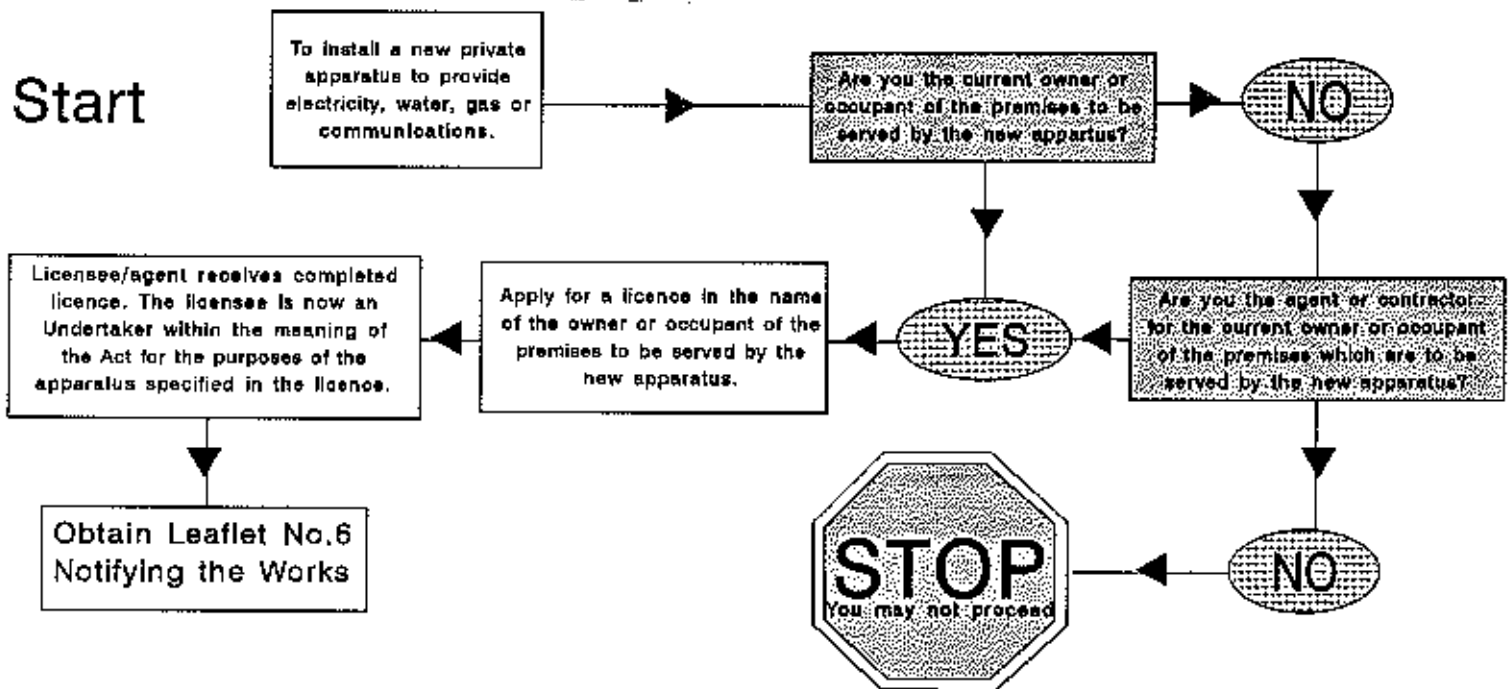 Start
To install a new private
apparatus to provide
electricity, water, gas or
communications.
Are you the current owner or
occupant of the premises to be
served by the new appartus?
NO
Licensee/agent receives completed
licence. The licensee is now an
Undertaker within the meaning of
the Act for the purposes of the
apparatus specified in the licence.
Apply for a licence in the name
of the owner or occupant of the
premises to be served by the
new apparatus.
YES
Are you the agent or contractor
for the current owner or occupant
of the premises which are to be
served by the new apparatus?
Obtain Leaflet No.6
Notifying the Works
STOP
You may not proceed
NO